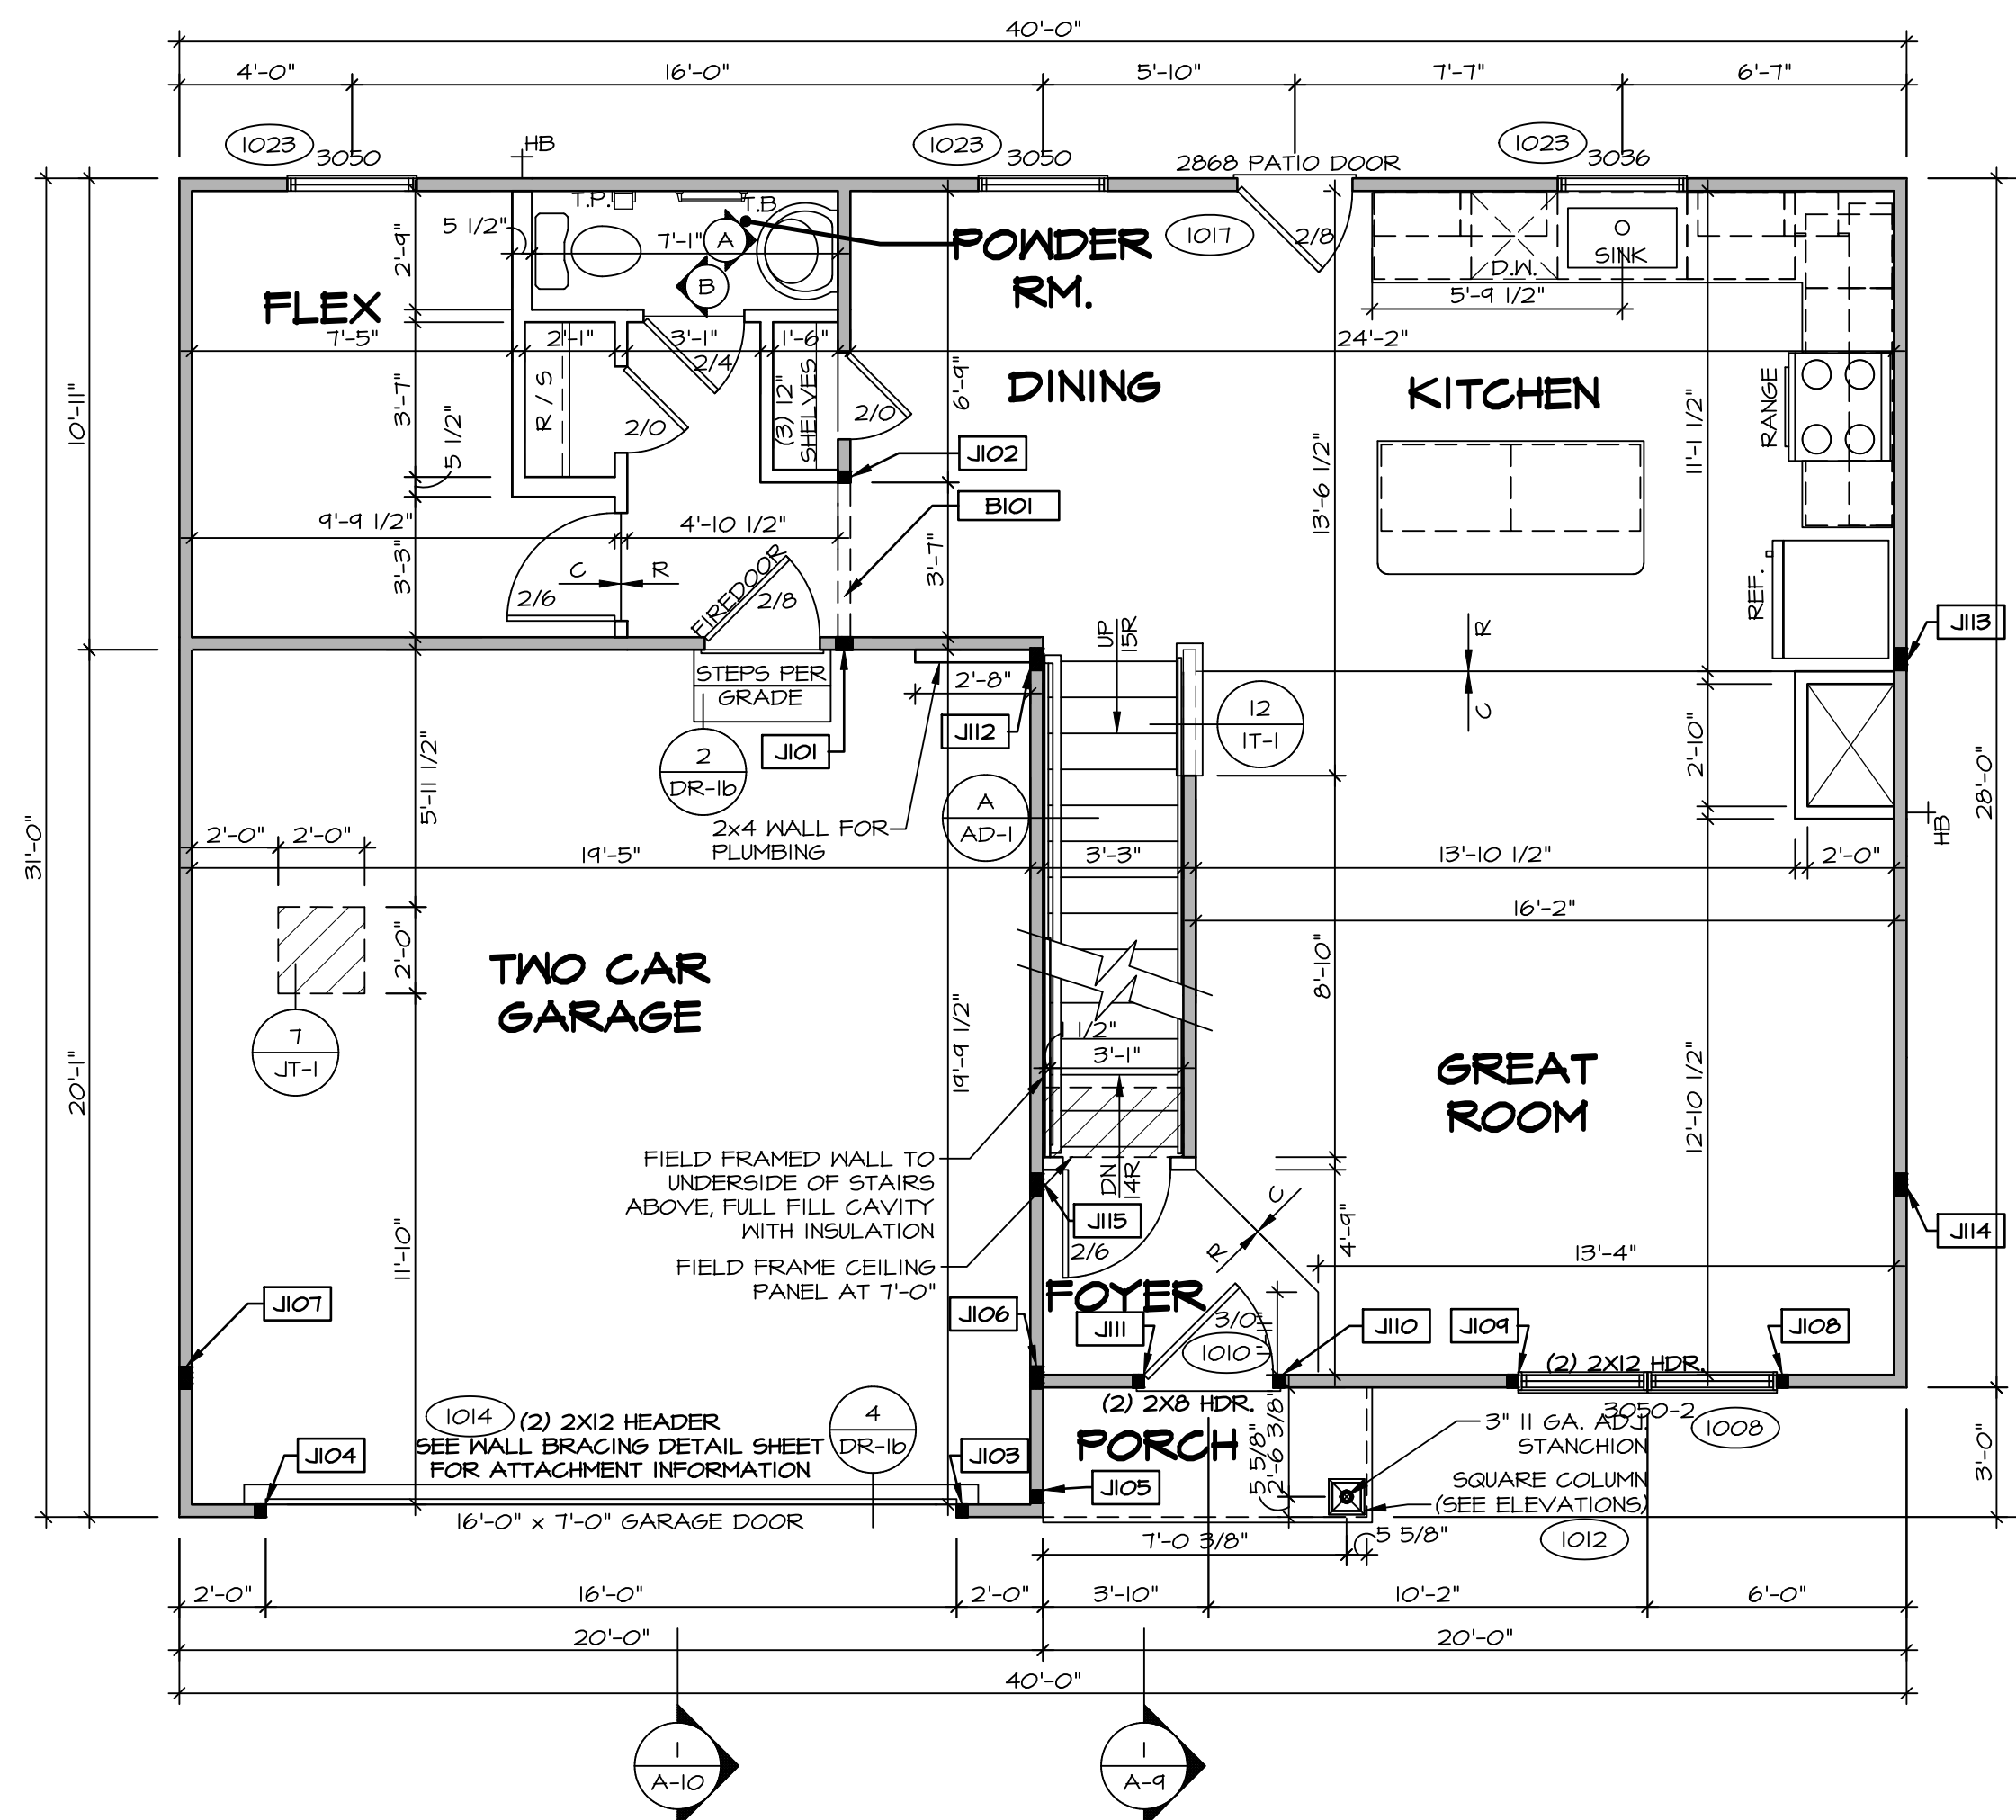 40'-0"
4'-0" 16'-0" 5'-10" 7'-7" 6'-7"
1023 3050 HB 1023 3050 2868 PATIO DOOR 1023 3036
T.P. T.B.
5 1/2" 2'-9" 7'-1" A POWDER 1017 2/8 SINK
D.W.
B RM.
5'-9 1/2"
FLEX
7'-5" 2'-1" 3'-1" 1'-6" 24'-2"
2/4
R / S
(3) 12"
SHELVES
6'-9"
DINING KITCHEN
RANGE
10'-11"
3'-7"
5 1/2"
2/0 2/0
11'-1 1/2"
J102
B101
13'-6 1/2"
9'-9 1/2" 4'-10 1/2"
3'-3"
3'-7"
C R
FIREDOOR
2/6 2/8
REF.
J113
UP
15R
R
C
STEPS PER
GRADE
2'-8"
J112
12
IT-1
J101
2
DR-1b
2'-10"
28'-0"
5'-11 1/2"
A
AD-1
2x4 WALL FOR
PLUMBING
HB
31'-0"
2'-0" 2'-0" 19'-5" 3'-3" 13'-10 1/2" 2'-0"
16'-2"
2'-0"
8'-10"
TWO CAR
GARAGE
7
JT-1
19'-9 1/2"
1 1/2"
3'-1"
20'-1"
GREAT
ROOM
12'-10 1/2"
FIELD FRAMED WALL TO
UNDERSIDE OF STAIRS
ABOVE, FULL FILL CAVITY
WITH INSULATION
DN
14R
J115
11'-10"
C
R
4'-9"
J114
2/6
13'-4"
FIELD FRAME CEILING
PANEL AT 7'-0"
FOYER
J107 J106 J111 3/0 1'-11" J110 J109 J108
1010
(2) 2X12 HDR.
1014 (2) 2X12 HEADER
SEE WALL BRACING DETAIL SHEET
FOR ATTACHMENT INFORMATION
4
DR-1b
(2) 2X8 HDR.
3050-2 1008
PORCH
5 5/8"
2'-6 3/8"
3" 11 GA. ADJ.
STANCHION
J104 J103 J105
SQUARE COLUMN
(SEE ELEVATIONS)
3'-0"
16'-0" x 7'-0" GARAGE DOOR
1012
7'-0 3/8" 5 5/8"
2'-0" 16'-0" 2'-0" 3'-10" 10'-2" 6'-0"
20'-0" 20'-0"
40'-0"
1
A-10
1
A-9